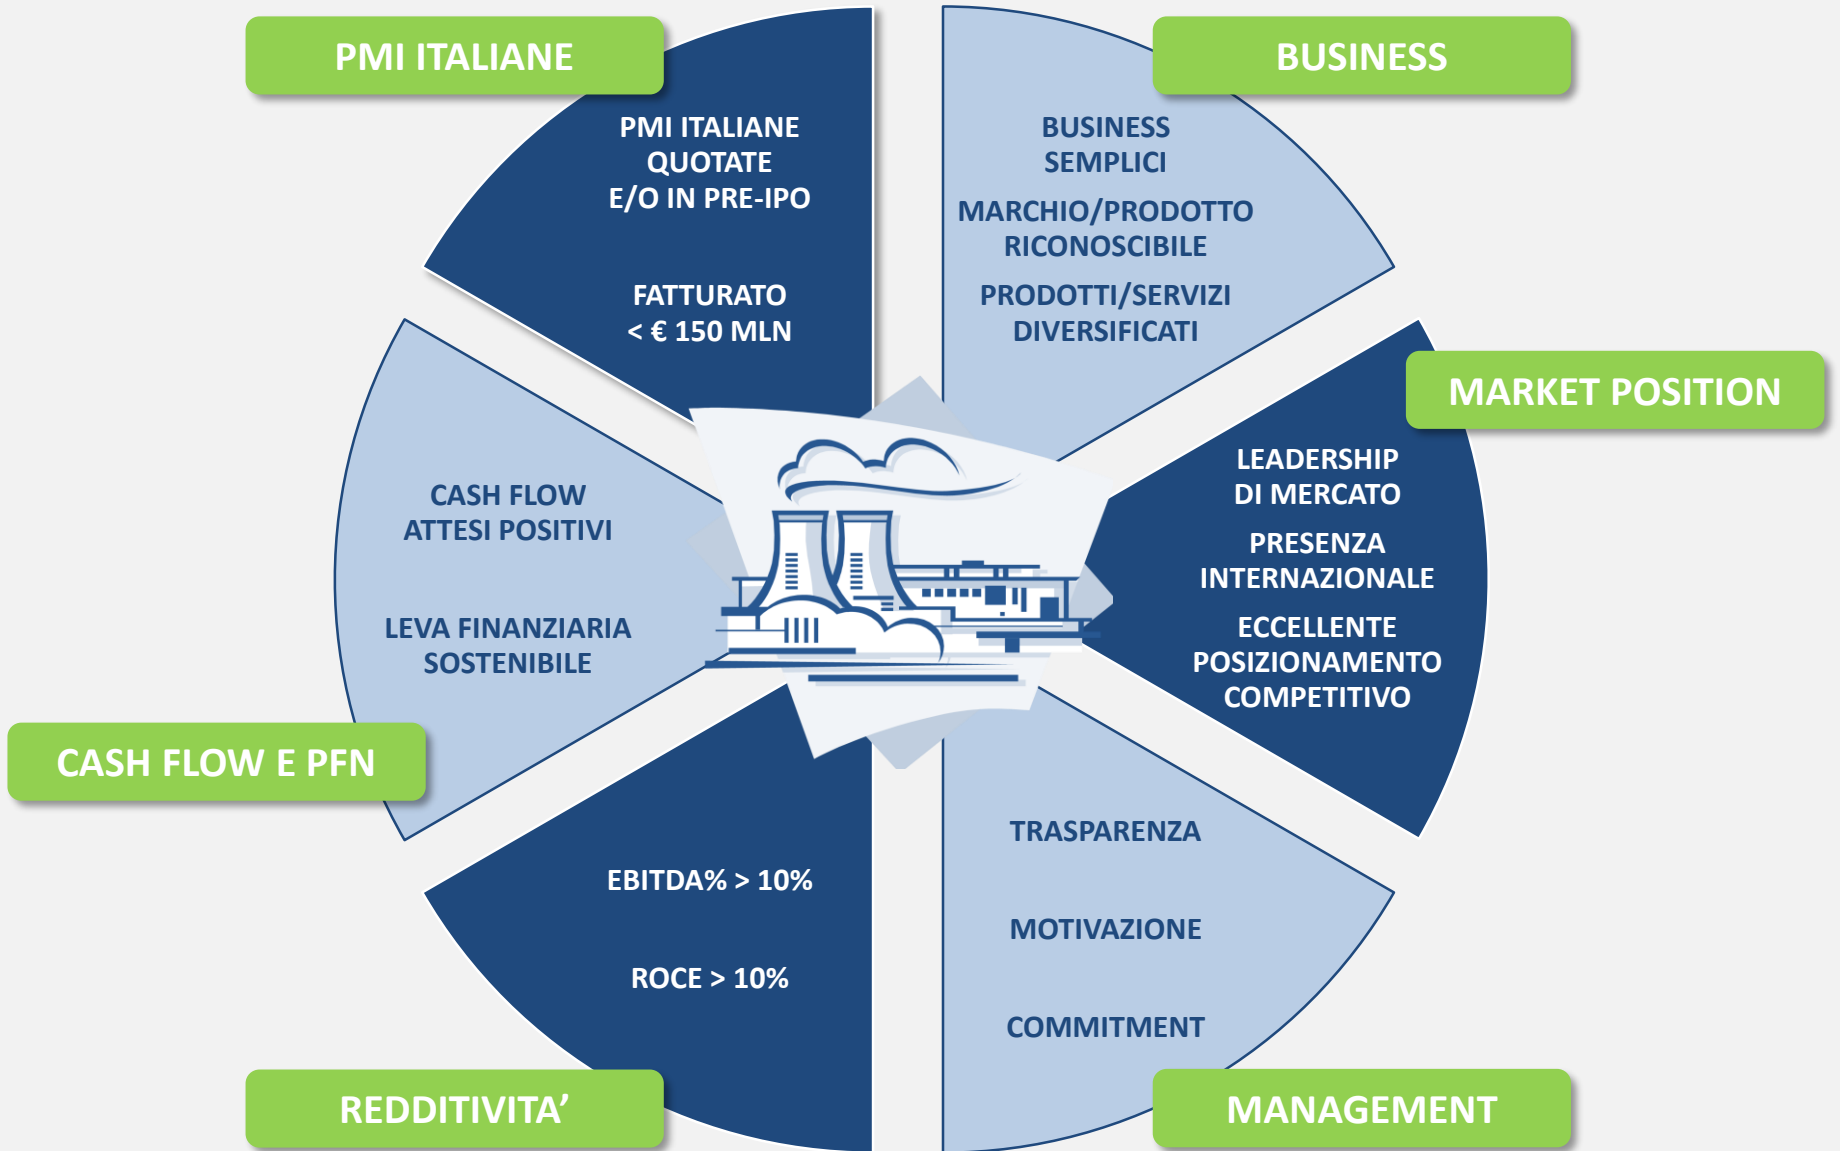 PMI ITALIANE
PMI ITALIANE
QUOTATE
E/O IN PRE-IPO
FATTURATO
< € 150 MLN
BUSINESS
BUSINESS
SEMPLICI
MARCHIO/PRODOTTO
RICONOSCIBILE
PRODOTTI/SERVIZI
DIVERSIFICATI
MARKET POSITION
LEADERSHIP
DI MERCATO
PRESENZA
INTERNAZIONALE
ECCELLENTE
POSIZIONAMENTO
COMPETITIVO
TRASPARENZA
MOTIVAZIONE
COMMITMENT
MANAGEMENT
EBITDA% > 10%
ROCE > 10%
REDDITIVITA’
CASH FLOW
ATTESI POSITIVI
LEVA FINANZIARIA
SOSTENIBILE
CASH FLOW E PFN